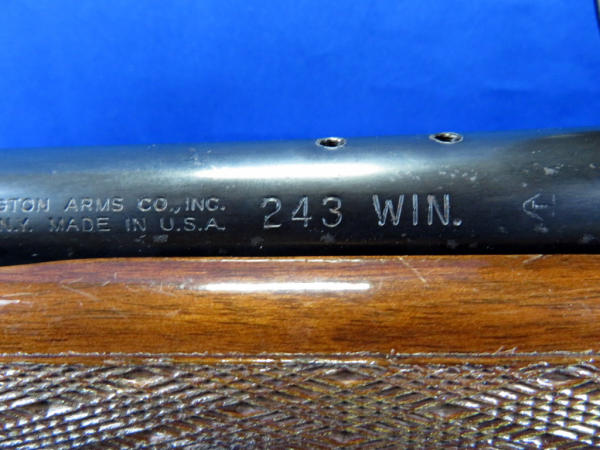 GTON ARMS CO., INC.
N.Y. MADE IN U.S.A.
243 WIN.